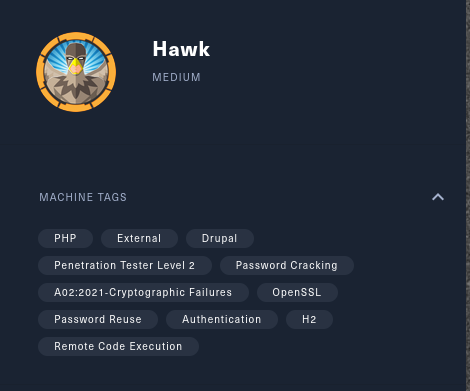 Hawk
MEDIUM
MACHINE TAGS
PHP External Drupal
Penetration Tester Level 2 Password Cracking
A02:2021-Cryptographic Failures OpenSSL
Password Reuse Authentication H2
Remote Code Execution